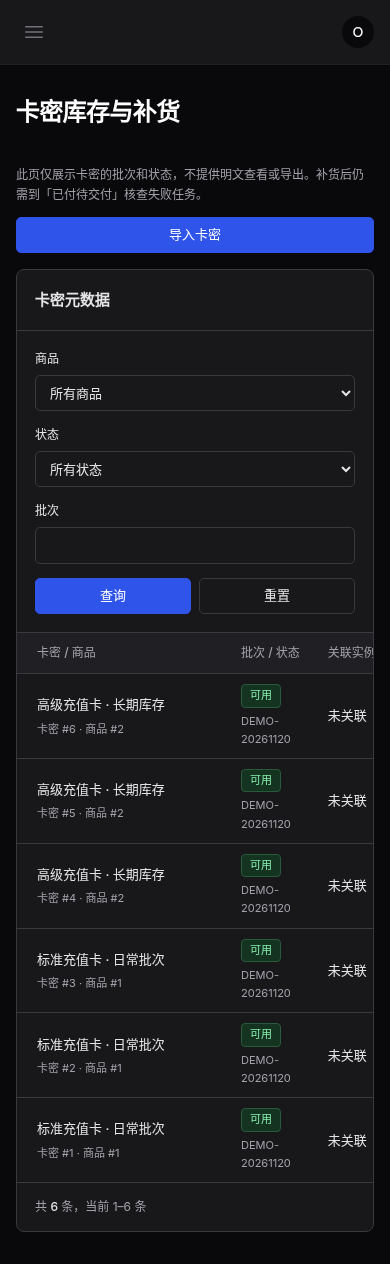 O
卡密库存与补货
此页仅展示卡密的批次和状态，不提供明文查看或导出。补货后仍
需到「已付待交付」核查失败任务。
导入卡密
卡密元数据
商品
所有商品
状态
所有状态
批次
查询 重置
卡密 / 商品 批次 / 状态 关联实例
高级充值卡 · 长期库存
卡密 #6 · 商品 #2
可用
DEMO-
20261120
未关联
高级充值卡 · 长期库存
卡密 #5 · 商品 #2
可用
DEMO-
20261120
未关联
高级充值卡 · 长期库存
卡密 #4 · 商品 #2
可用
DEMO-
20261120
未关联
标准充值卡 · 日常批次
卡密 #3 · 商品 #1
可用
DEMO-
20261120
未关联
标准充值卡 · 日常批次
卡密 #2 · 商品 #1
可用
DEMO-
20261120
未关联
标准充值卡 · 日常批次
卡密 #1 · 商品 #1
可用
DEMO-
20261120
未关联
共 6 条，当前 1–6 条